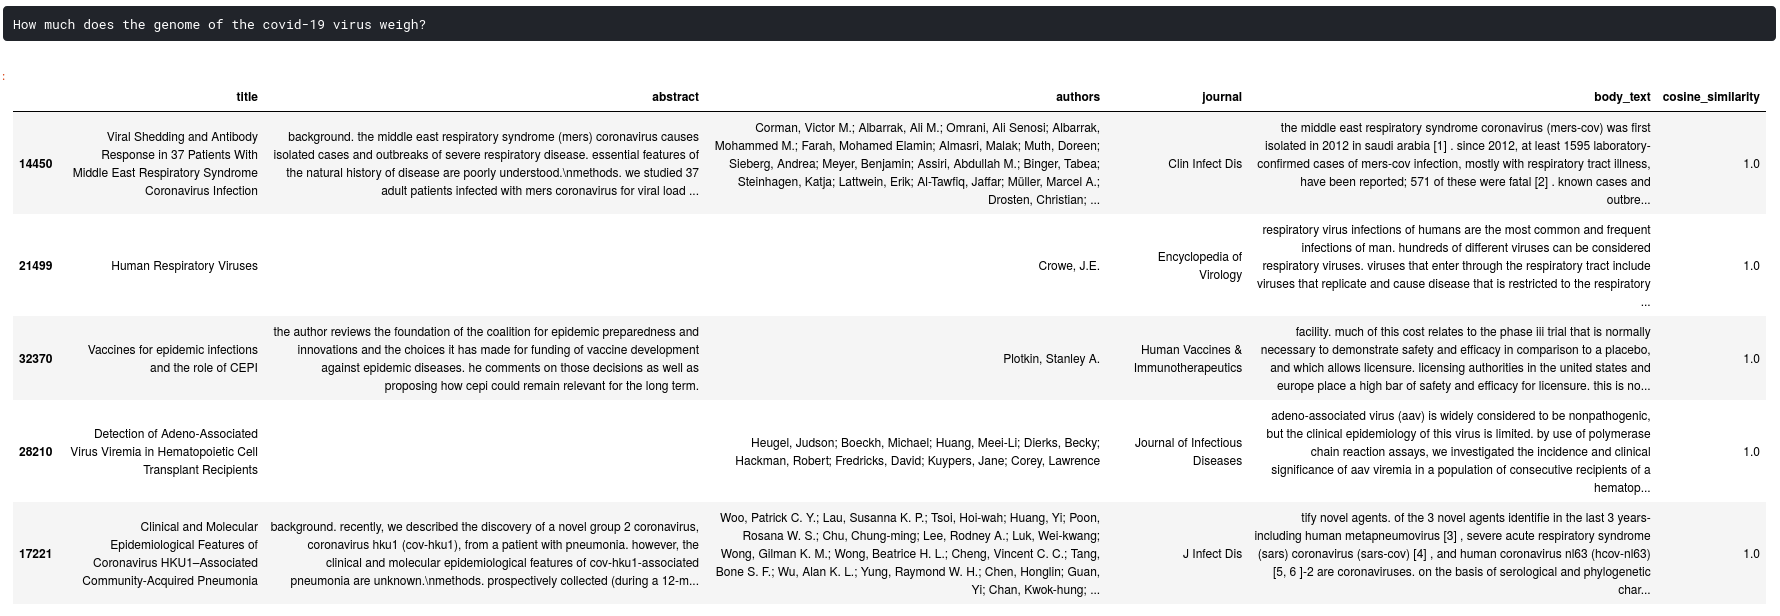 How much does the genome of the covid-19 virus weigh?
:
title abstract authors journal body_text cosine_similarity
14450
Viral Shedding and Antibody
Response in 37 Patients With
Middle East Respiratory Syndrome
Coronavirus Infection
background. the middle east respiratory syndrome (mers) coronavirus causes
isolated cases and outbreaks of severe respiratory disease. essential features of
the natural history of disease are poorly understood.\nmethods. we studied 37
adult patients infected with mers coronavirus for viral load ...
Corman, Victor M.; Albarrak, Ali M.; Omrani, Ali Senosi; Albarrak,
Mohammed M.; Farah, Mohamed Elamin; Almasri, Malak; Muth, Doreen;
Sieberg, Andrea; Meyer, Benjamin; Assiri, Abdullah M.; Binger, Tabea;
Steinhagen, Katja; Lattwein, Erik; Al-Tawfiq, Jaffar; Müller, Marcel A.;
Drosten, Christian; ...
Clin Infect Dis
the middle east respiratory syndrome coronavirus (mers-cov) was first
isolated in 2012 in saudi arabia [1] . since 2012, at least 1595 laboratory-
confirmed cases of mers-cov infection, mostly with respiratory tract illness,
have been reported; 571 of these were fatal [2] . known cases and
outbre...
1.0
21499
Human Respiratory Viruses
Crowe, J.E.
Encyclopedia of
Virology
respiratory virus infections of humans are the most common and frequent
infections of man. hundreds of different viruses can be considered
respiratory viruses. viruses that enter through the respiratory tract include
viruses that replicate and cause disease that is restricted to the respiratory
...
1.0
32370
Vaccines for epidemic infections
and the role of CEPI
the author reviews the foundation of the coalition for epidemic preparedness and
innovations and the choices it has made for funding of vaccine development
against epidemic diseases. he comments on those decisions as well as
proposing how cepi could remain relevant for the long term.
Plotkin, Stanley A.
Human Vaccines &
Immunotherapeutics
facility. much of this cost relates to the phase iii trial that is normally
necessary to demonstrate safety and efficacy in comparison to a placebo,
and which allows licensure. licensing authorities in the united states and
europe place a high bar of safety and efficacy for licensure. this is no...
1.0
28210
Detection of Adeno-Associated
Virus Viremia in Hematopoietic Cell
Transplant Recipients
Heugel, Judson; Boeckh, Michael; Huang, Meei-Li; Dierks, Becky;
Hackman, Robert; Fredricks, David; Kuypers, Jane; Corey, Lawrence
Journal of Infectious
Diseases
adeno-associated virus (aav) is widely considered to be nonpathogenic,
but the clinical epidemiology of this virus is limited. by use of polymerase
chain reaction assays, we investigated the incidence and clinical
significance of aav viremia in a population of consecutive recipients of a
hematop...
1.0
17221
Clinical and Molecular
Epidemiological Features of
Coronavirus HKU1–Associated
Community-Acquired Pneumonia
background. recently, we described the discovery of a novel group 2 coronavirus,
coronavirus hku1 (cov-hku1), from a patient with pneumonia. however, the
clinical and molecular epidemiological features of cov-hku1-associated
pneumonia are unknown.\nmethods. prospectively collected (during a 12-m...
Woo, Patrick C. Y.; Lau, Susanna K. P.; Tsoi, Hoi-wah; Huang, Yi; Poon,
Rosana W. S.; Chu, Chung-ming; Lee, Rodney A.; Luk, Wei-kwang;
Wong, Gilman K. M.; Wong, Beatrice H. L.; Cheng, Vincent C. C.; Tang,
Bone S. F.; Wu, Alan K. L.; Yung, Raymond W. H.; Chen, Honglin; Guan,
Yi; Chan, Kwok-hung; ...
J Infect Dis
tify novel agents. of the 3 novel agents identifie in the last 3 years-
including human metapneumovirus [3] , severe acute respiratory syndrome
(sars) coronavirus (sars-cov) [4] , and human coronavirus nl63 (hcov-nl63)
[5, 6 ]-2 are coronaviruses. on the basis of serological and phylogenetic
char...
1.0